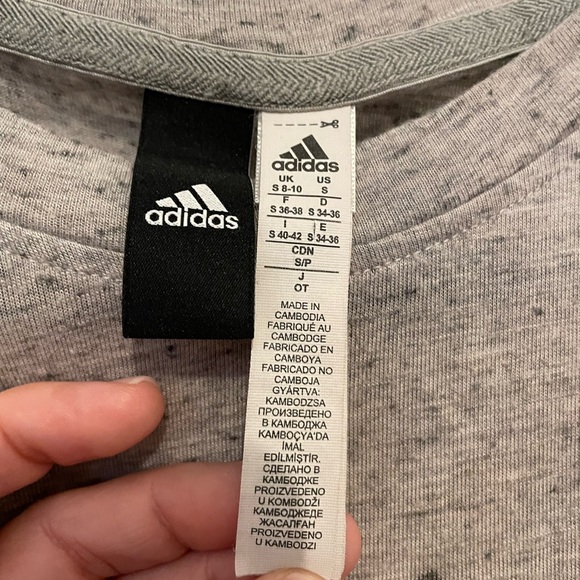 adidas
adidas
UK US
S 8-10 S
F D
S 36-38 S 34-36
I E
S 40-42 S 34-36
CDN
S/P
J
OT
MADE IN
CAMBODIA
FABRIQUÉ AU
CAMBODGE
FABRICADO EN
CAMBOYA
FABRICADO NO
CAMBOJA
GYÁRTVA:
KAMBODZSA
ПРОИЗВЕДЕНО
В КАМБОДЖА
KAMBOÇYA'DA
İMAL
EDİLMİŞTİR.
СДЕЛАНО В
КАМБОДЖЕ
PROIZVEDENO
U KOMBODŽI
КАМБОДЖЕДЕ
ЖАСАЛҒАН
PROIZVEDENO
U KAMBODZI